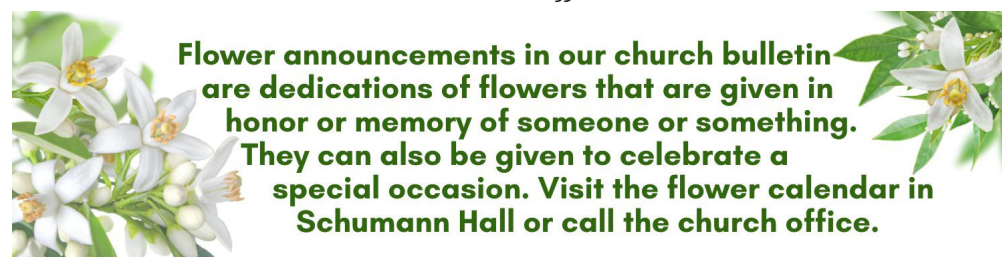 Flower announcements in our church bulletin
are dedications of flowers that are given in
honor or memory of someone or something.
They can also be given to celebrate a
special occasion. Visit the flower calendar in
Schumann Hall or call the church office.